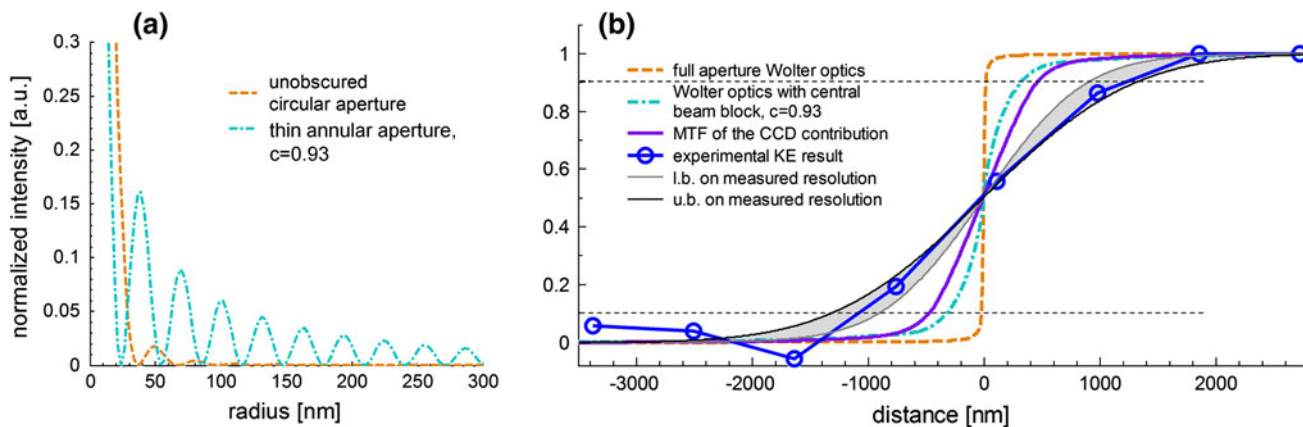 (a)
0.3
0.25
0.2
0.15
0.1
0.05
0
normalized intensity [a.u.]
unobscured
circular aperture
thin annular aperture,
c=0.93
0 50 100 150 200 250 300
radius [nm]
(b)
1
0.8
0.6
0.4
0.2
0
full aperture Wolter optics
Wolter optics with central
beam block, c=0.93
MTF of the CCD contribution
experimental KE result
l.b. on measured resolution
u.b. on measured resolution
-3000 -2000 -1000 0 1000 2000
distance [nm]